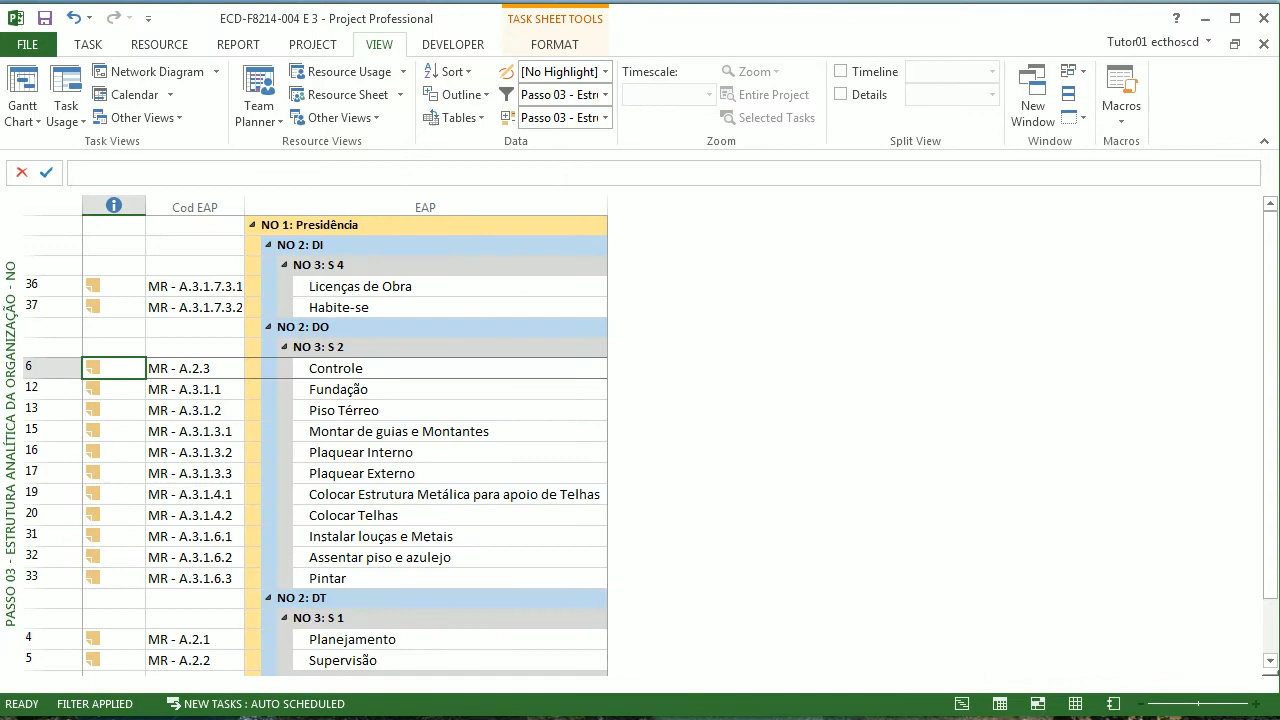 ECD-F8214-004 E 3 - Project Professional
TASK SHEET TOOLS
?
FILE TASK RESOURCE REPORT PROJECT VIEW DEVELOPER FORMAT
Tutor01 ecthoscd
Gantt Chart
Task Usage
Network Diagram
Calendar
Other Views
Task Views
Team Planner
Resource Usage
Resource Sheet
Other Views
Resource Views
Outline
Tables
[No Highlight]
Passo 03 - Estru
Passo 03 - Estru
Data
Timescale:
Zoom
Entire Project
Selected Tasks
Zoom
Timeline
Details
Split View
New Window
Window
Macros
Macros
Cod EAP EAP
NO 1: Presidência
NO 2: DI
NO 3: S 4
36 MR - A.3.1.7.3.1 Licenças de Obra
37 MR - A.3.1.7.3.2 Habite-se
NO 2: DO
NO 3: S 2
6 MR - A.2.3 Controle
12 MR - A.3.1.1 Fundação
13 MR - A.3.1.2 Piso Térreo
15 MR - A.3.1.3.1 Montar de guias e Montantes
16 MR - A.3.1.3.2 Plaquear Interno
17 MR - A.3.1.3.3 Plaquear Externo
19 MR - A.3.1.4.1 Colocar Estrutura Metálica para apoio de Telhas
20 MR - A.3.1.4.2 Colocar Telhas
31 MR - A.3.1.6.1 Instalar louças e Metais
32 MR - A.3.1.6.2 Assentar piso e azulejo
33 MR - A.3.1.6.3 Pintar
NO 2: DT
NO 3: S 1
4 MR - A.2.1 Planejamento
5 MR - A.2.2 Supervisão
PASSO 03 - ESTRUTURA ANALÍTICA DA ORGANIZAÇÃO - NO
READY FILTER APPLIED NEW TASKS : AUTO SCHEDULED